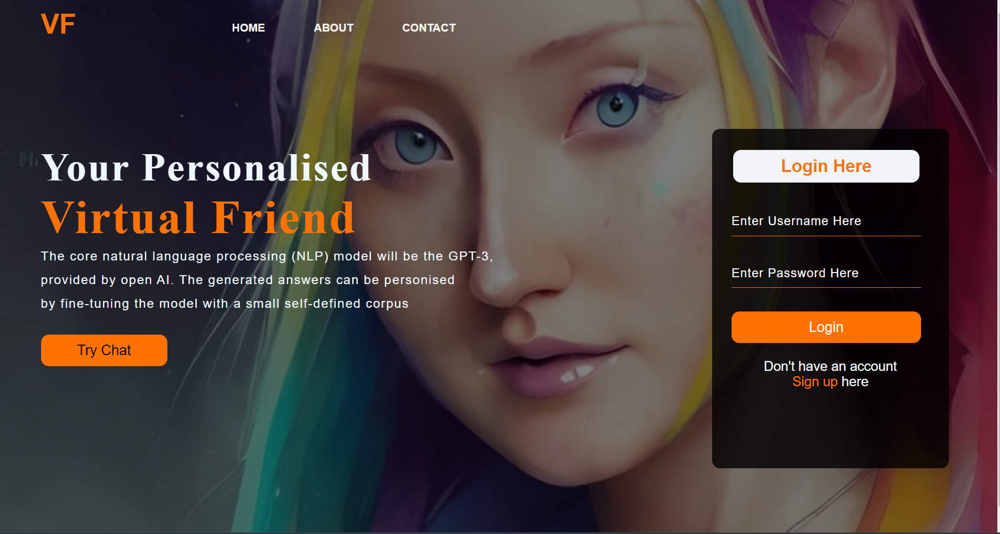 VF
HOME
ABOUT
CONTACT
Your Personalised
Virtual Friend
The core natural language processing (NLP) model will be the GPT-3,
provided by open AI. The generated answers can be personised
by fine-tuning the model with a small self-defined corpus
Try Chat
Login Here
Enter Username Here
Enter Password Here
Login
Don't have an account
Sign up here